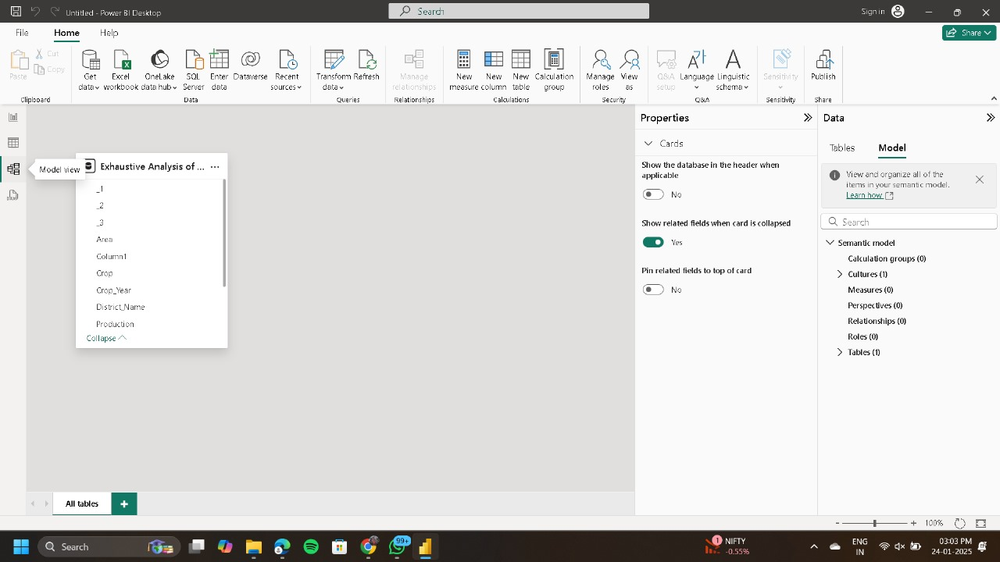 Untitled - Power BI Desktop
Search
Sign in
File
Home
Help
Share
Paste
Cut
Copy
Get data
Excel workbook
OneLake data hub
SQL Server
Enter data
Dataverse
Recent sources
Transform data
Refresh
Manage relationships
New measure
New column
New table
Calculation group
Manage roles
View as
Q&A setup
Language
Linguistic schema
Sensitivity
Publish
Clipboard
Data
Queries
Relationships
Calculations
Security
Q&A
Sensitivity
Share
Model view
Exhaustive Analysis of ...
_1
_2
_3
Area
Column1
Crop
Crop_Year
District_Name
Production
Collapse
Properties
Cards
Show the database in the header when
applicable
No
Show related fields when card is collapsed
Yes
Pin related fields to top of card
No
Data
Tables
Model
View and organize all of the
items in your semantic model.
Learn how
Search
Semantic model
Calculation groups (0)
Cultures (1)
Measures (0)
Perspectives (0)
Relationships (0)
Roles (0)
Tables (1)
All tables
100%
Search
99+
1
NIFTY
-0.55%
ENG
IN
03:03 PM
24-01-2025